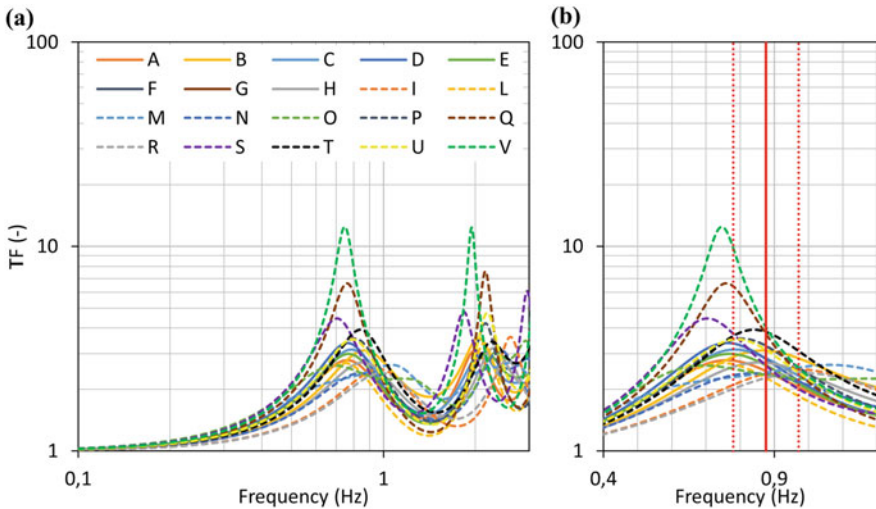 (a)
(b)
100
A B C D E
F G H I L
M N O P Q
R S T U V
TF (-)
10
1
0,1 1
Frequency (Hz)
100
10
1
0,4 0,9
Frequency (Hz)